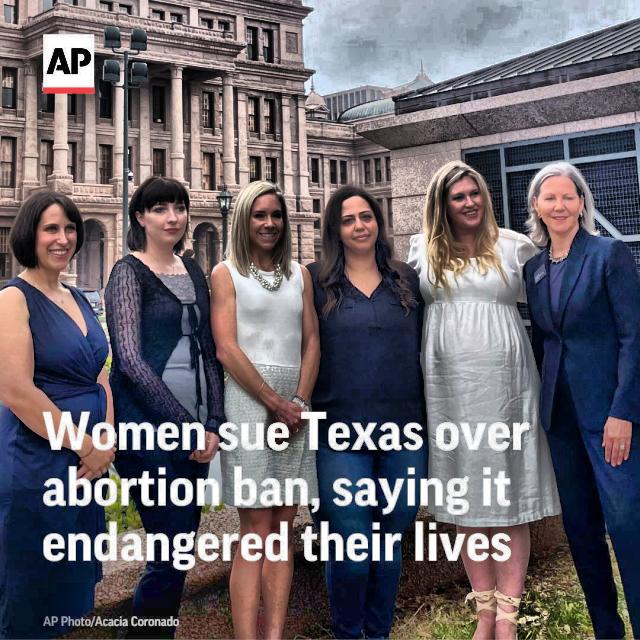 AP
Women sue Texas over
abortion ban, saying it
endangered their lives
AP Photo/Acacia Coronado